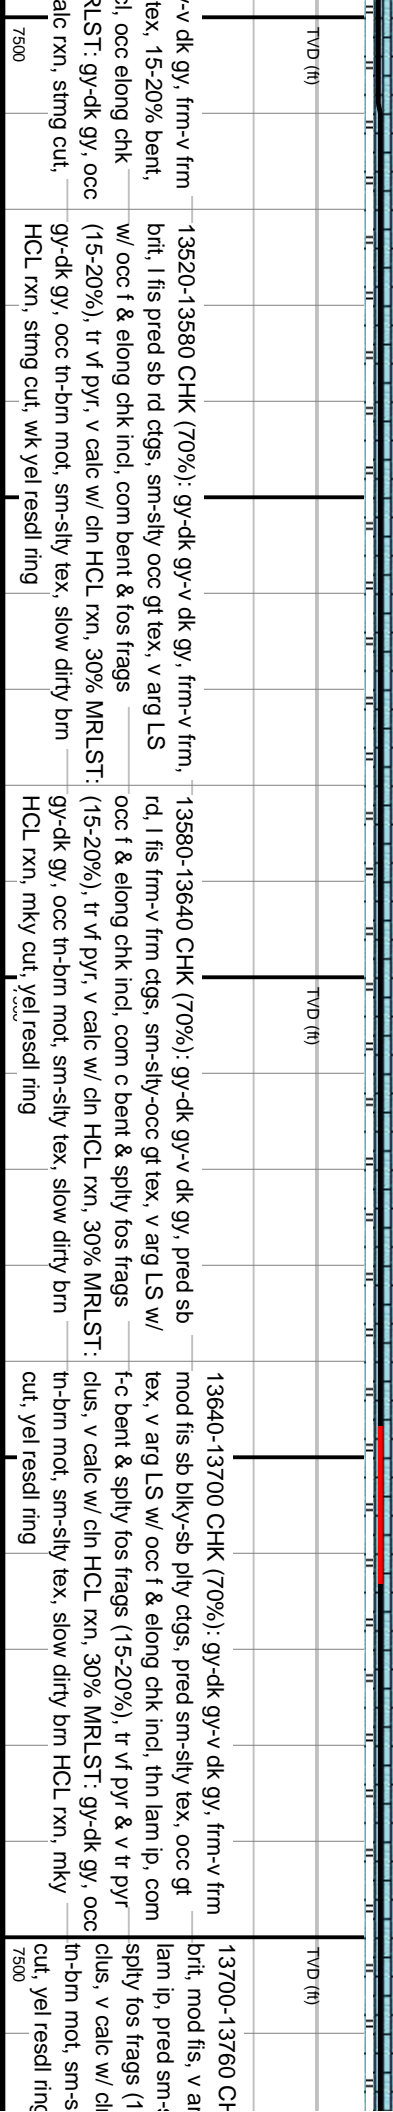 TVD (ft)
y-v dk gy, frm-v frm
tex, 15-20% bent,
cl, occ elong chk
RLST: gy-dk gy, occ
alc rxn, stmg cut,
7500
13520-13580 CHK (70%): gy-dk gy-v dk gy, frm-v frm,
brit, l fis pred sb rd ctgs, sm-slty occ gt tex, v arg LS
w/ occ f & elong chk incl, com bent & fos frags
(15-20%), tr vf pyr, v calc w/ cln HCL rxn, 30% MRLST:
gy-dk gy, occ tn-brn mot, sm-slty tex, slow dirty brn
HCL rxn, stmg cut, wk yel resdl ring
13580-13640 CHK (70%): gy-dk gy-v dk gy, pred sb
rd, l fis frm-v frm ctgs, sm-slty-occ gt tex, v arg LS w/
occ f & elong chk incl, com c bent & splty fos frags
(15-20%), tr vf pyr, v calc w/ cln HCL rxn, 30% MRLST:
gy-dk gy, occ tn-brn mot, sm-slty tex, slow dirty brn
HCL rxn, mky cut, yel resdl ring
TVD (ft)
13640-13700 CHK (70%): gy-dk gy-v dk gy, frm-v frm
mod fis sb blky-sb plty ctgs, pred sm-slty tex, occ gt
tex, v arg LS w/ occ f & elong chk incl, thn lam ip, com
f-c bent & splty fos frags (15-20%), tr vf pyr & v tr pyr
clus, v calc w/ cln HCL rxn, 30% MRLST: gy-dk gy, occ
tn-brn mot, sm-slty tex, slow dirty brn HCL rxn, mky
cut, yel resdl ring
TVD (ft)
13700-13760 CH
brit, mod fis, v ar
lam ip, pred sm-s
splty fos frags (1
clus, v calc w/ cl
tn-brn mot, sm-s
cut, yel resdl ring
7500